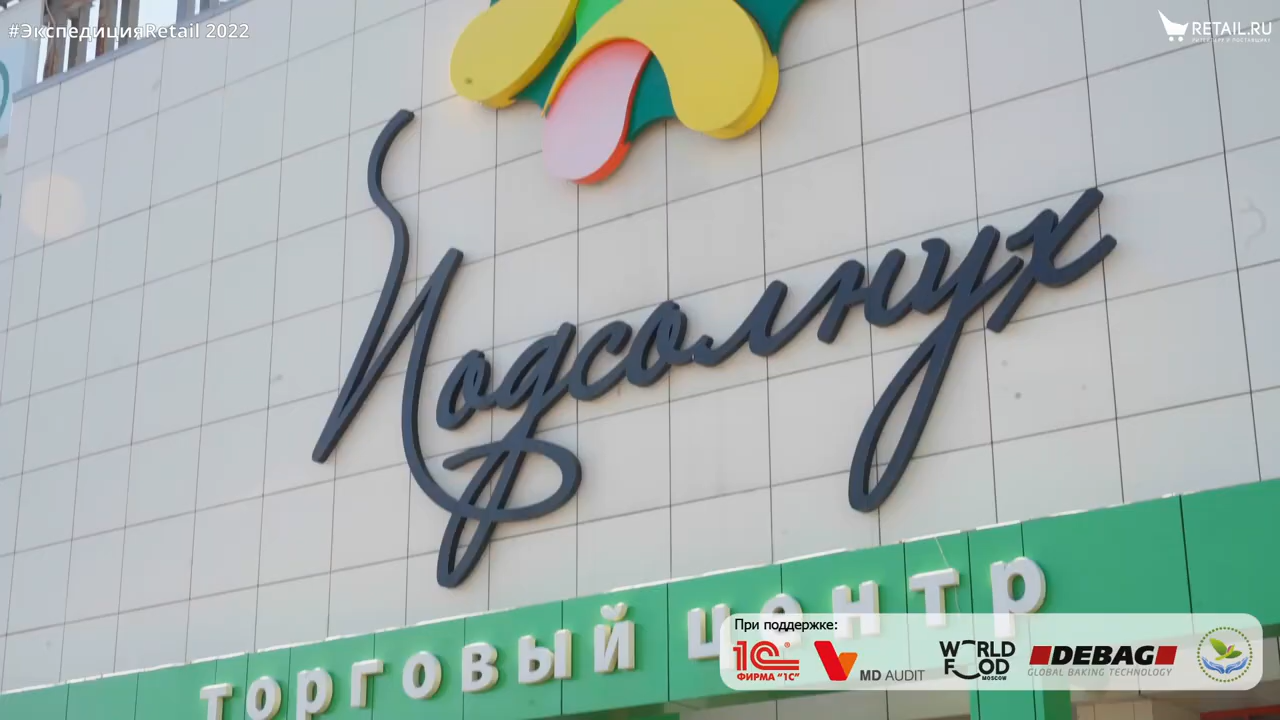 #ЭкспедицияRetail 2022
RETAIL.RU
Подсолнух
торговый центр
При поддержке:
1С®
ФИРМА "1С"
MD AUDIT
WORLD
FOOD
MOSCOW
DEBAG
GLOBAL BAKING TECHNOLOGY